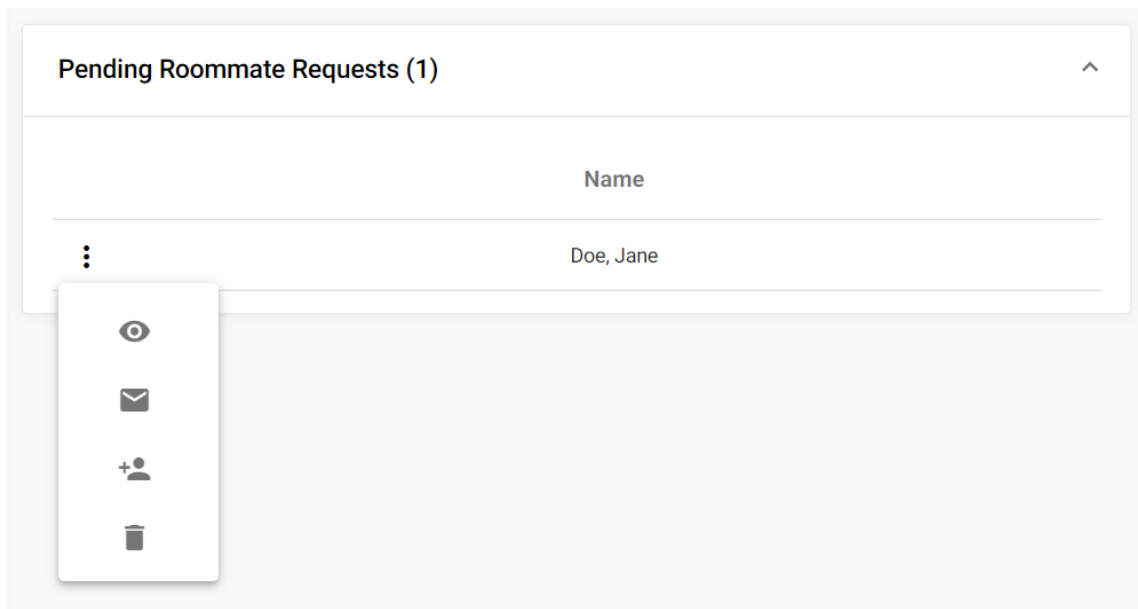 Pending Roommate Requests (1)
Name
Doe, Jane